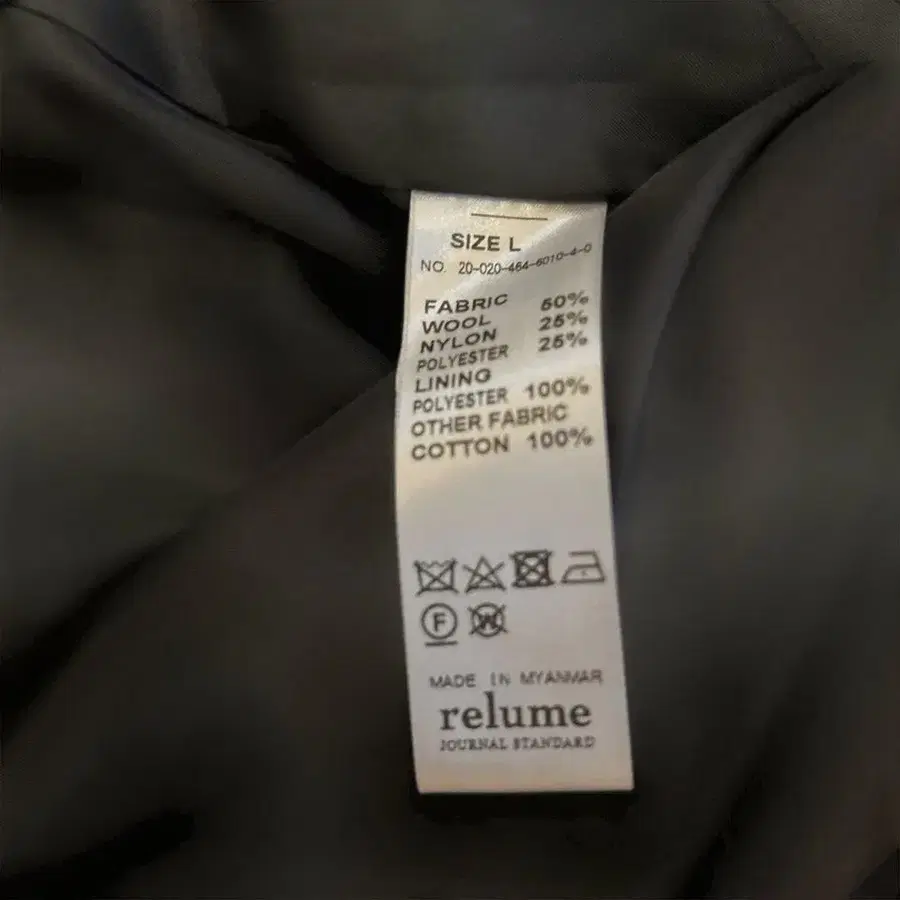 SIZE L
NO. 20-020-464-6010-4-0
FABRIC
WOOL 50%
NYLON 25%
POLYESTER 25%
LINING
POLYESTER 100%
OTHER FABRIC
COTTON 100%
F W
MADE IN MYANMAR
relume
JOURNAL STANDARD